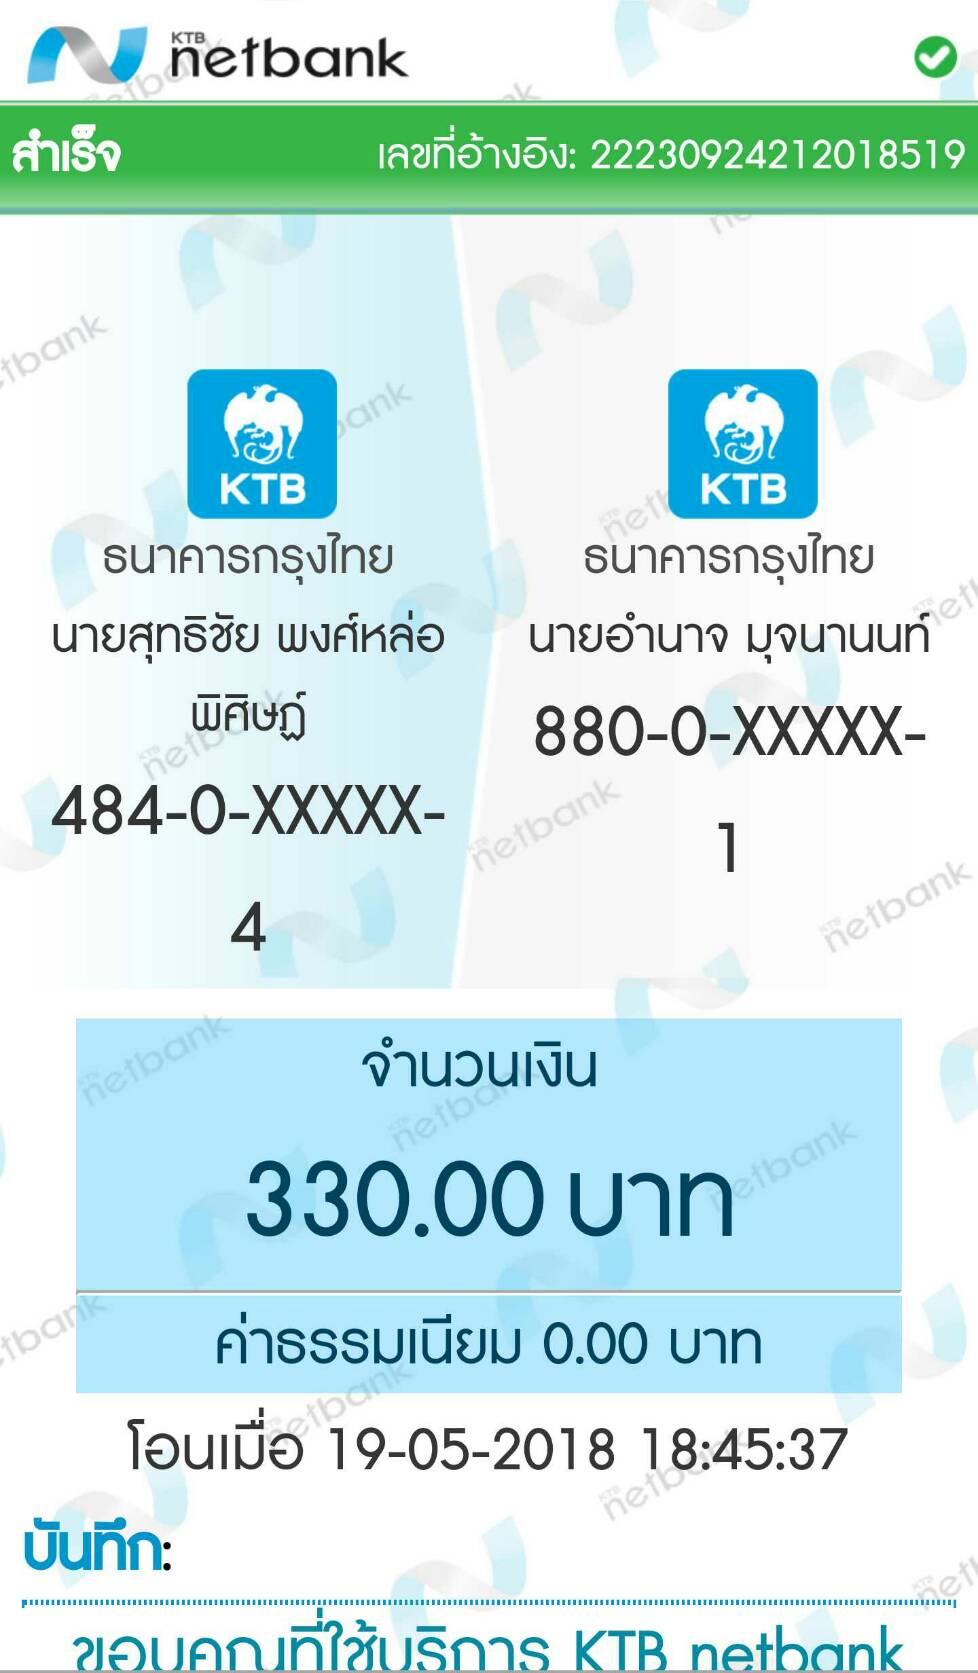 KTB
netbank
สำเร็จ
เลขที่อ้างอิง: 22230924212018519
KTB
ธนาคารกรุงไทย
นายสุทธิชัย พงศ์หล่อ
พิศิษฏ์
484-0-XXXXX-
4
KTB
ธนาคารกรุงไทย
นายอำนาจ มุจนานนท์
880-0-XXXXX-
1
จำนวนเงิน
330.00 บาท
ค่าธรรมเนียม 0.00 บาท
โอนเมื่อ 19-05-2018 18:45:37
บันทึก:
ขอบคุณที่ใช้บริการ KTB netbank